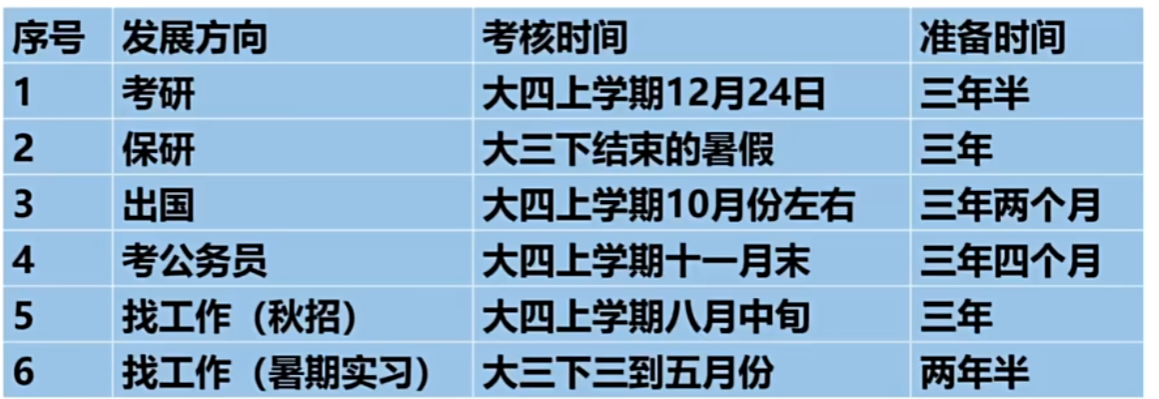 序号 发展方向 考核时间 准备时间
1 考研 大四上学期12月24日 三年半
2 保研 大三下结束的暑假 三年
3 出国 大四上学期10月份左右 三年两个月
4 考公务员 大四上学期十一月末 三年四个月
5 找工作（秋招） 大四上学期八月中旬 三年
6 找工作（暑期实习） 大三下三到五月份 两年半